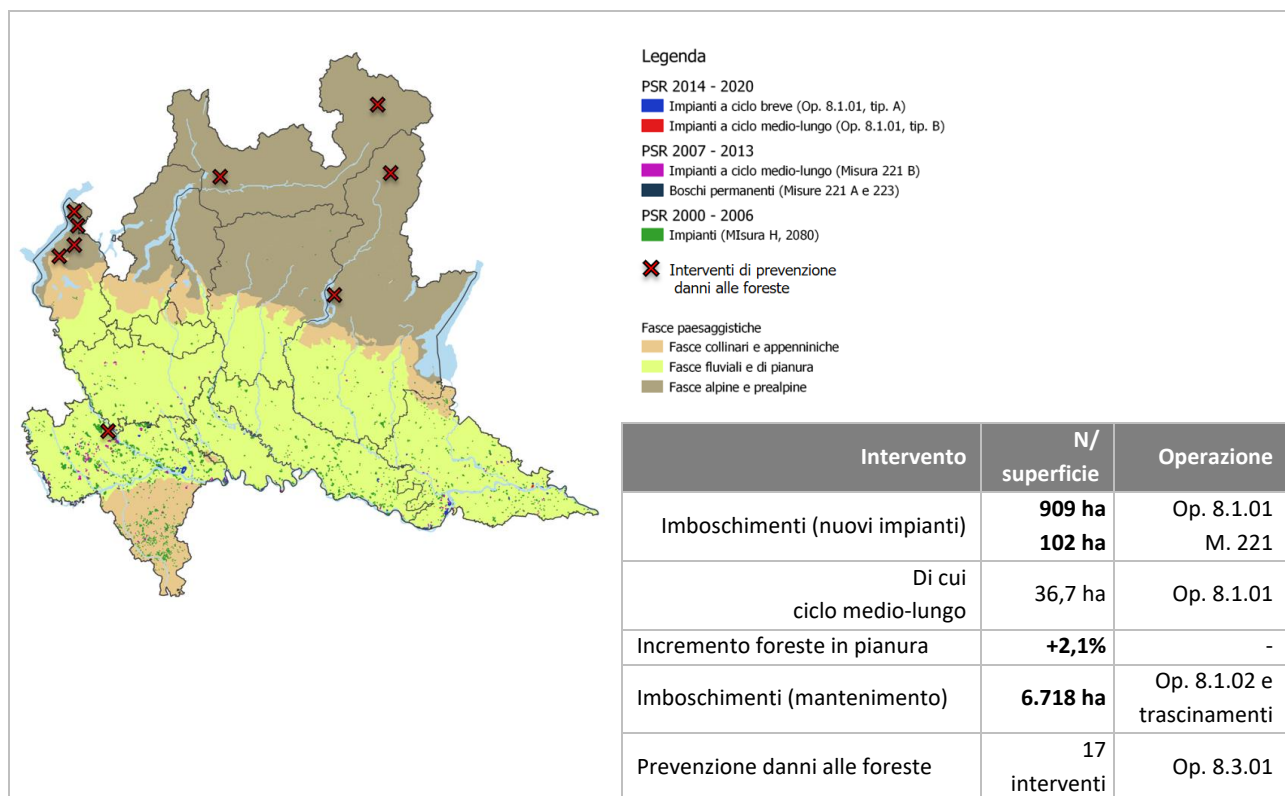 Legenda
PSR 2014 - 2020
Impianti a ciclo breve (Op. 8.1.01, tip. A)
Impianti a ciclo medio-lungo (Op. 8.1.01, tip. B)
PSR 2007 - 2013
Impianti a ciclo medio-lungo (Misura 221 B)
Boschi permanenti (Misure 221 A e 223)
PSR 2000 - 2006
Impianti (MIsura H, 2080)
Interventi di prevenzione
danni alle foreste
Fasce paesaggistiche
Fasce collinari e appenniniche
Fasce fluviali e di pianura
Fasce alpine e prealpine
Intervento N/ superficie Operazione
Imboschimenti (nuovi impianti) 909 ha Op. 8.1.01
102 ha M. 221
Di cui
ciclo medio-lungo 36,7 ha Op. 8.1.01
Incremento foreste in pianura +2,1% -
Imboschimenti (mantenimento) 6.718 ha Op. 8.1.02 e
trascinamenti
Prevenzione danni alle foreste 17 interventi Op. 8.3.01